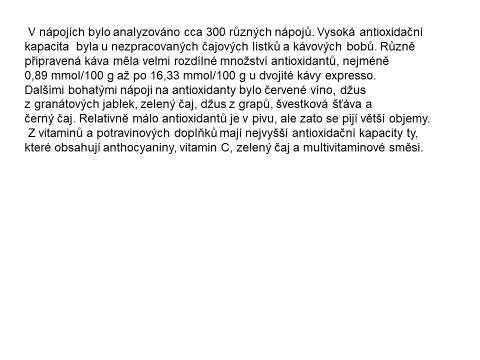 V nápojích bylo analyzováno cca 300 různých nápojů. Vysoká antioxidační
kapacita byla u nezpracovaných čajových lístků a kávových bobů. Různě
připravená káva měla velmi rozdílné množství antioxidantů, nejméně
0,89 mmol/100 g až po 16,33 mmol/100 g u dvojité kávy expresso.
Dalšími bohatými nápoji na antioxidanty bylo červené víno, džus
z granátových jablek, zelený čaj, džus z grapů, švestková šťáva a
černý čaj. Relativně málo antioxidantů je v pivu, ale zato se pijí větší objemy.
Z vitaminů a potravinových doplňků mají nejvyšší antioxidační kapacity ty,
které obsahují anthocyaniny, vitamin C, zelený čaj a multivitaminové směsi.